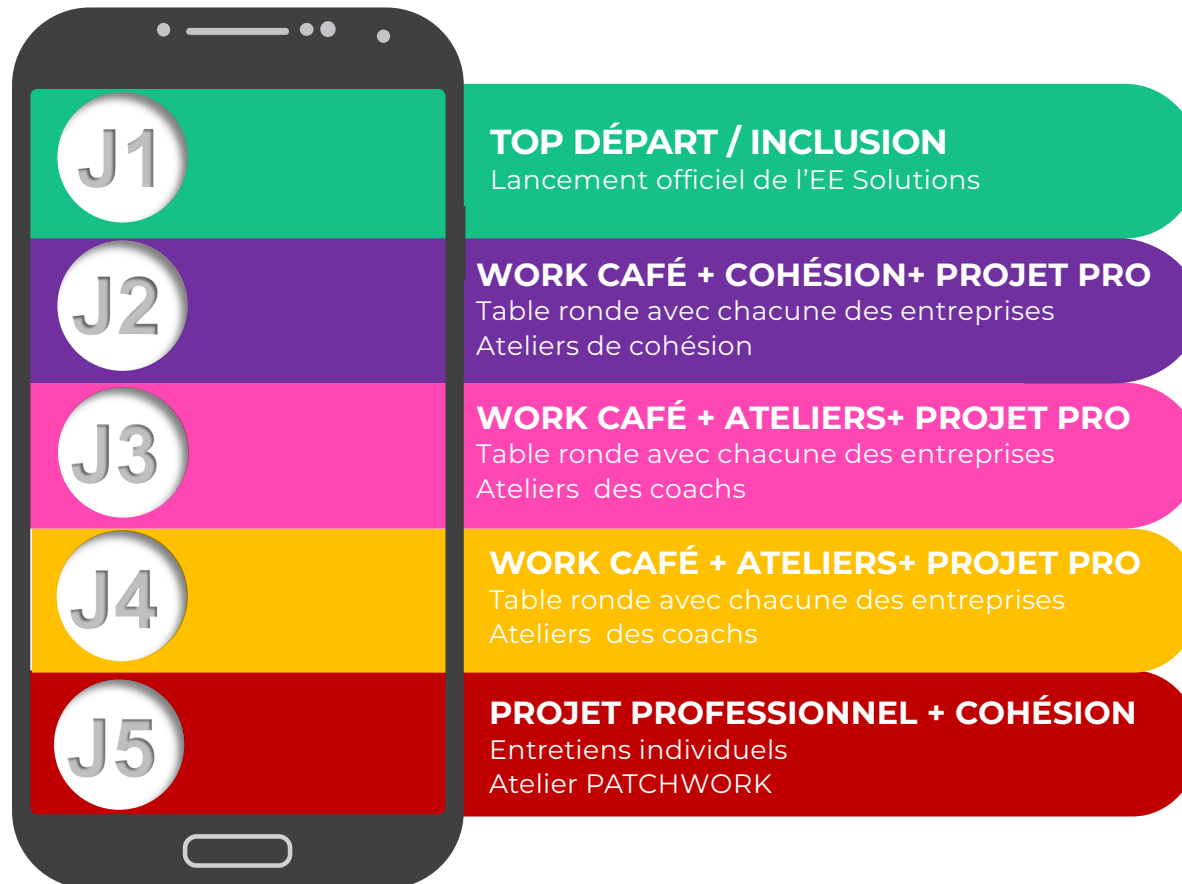 J1
TOP DÉPART / INCLUSION
Lancement officiel de l’EE Solutions
J2
WORK CAFÉ + COHÉSION+ PROJET PRO
Table ronde avec chacune des entreprises
Ateliers de cohésion
J3
WORK CAFÉ + ATELIERS+ PROJET PRO
Table ronde avec chacune des entreprises
Ateliers  des coachs
J4
WORK CAFÉ + ATELIERS+ PROJET PRO
Table ronde avec chacune des entreprises
Ateliers  des coachs
J5
PROJET PROFESSIONNEL + COHÉSION
Entretiens individuels
Atelier PATCHWORK